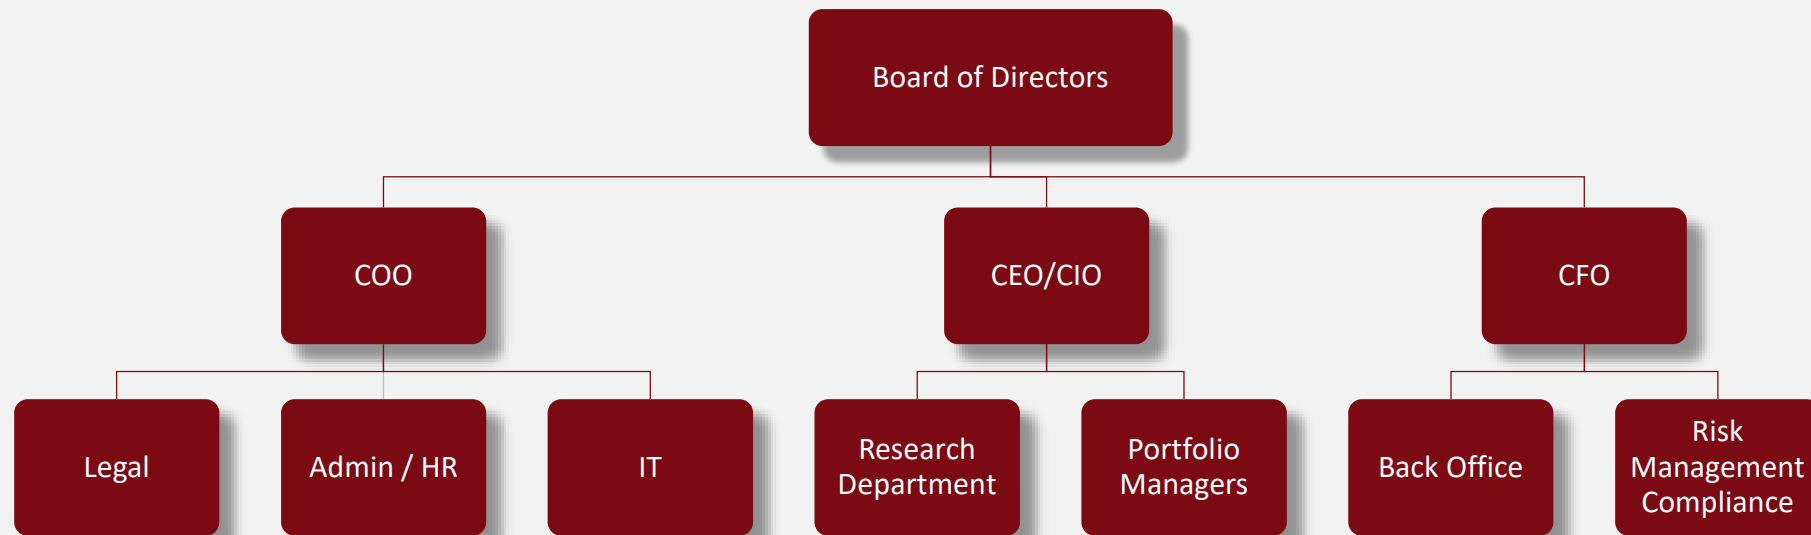 Board of Directors
COO
CEO/CIO
CFO
Legal
Admin / HR
IT
Research
Department
Portfolio
Managers
Back Office
Risk
Management
Compliance